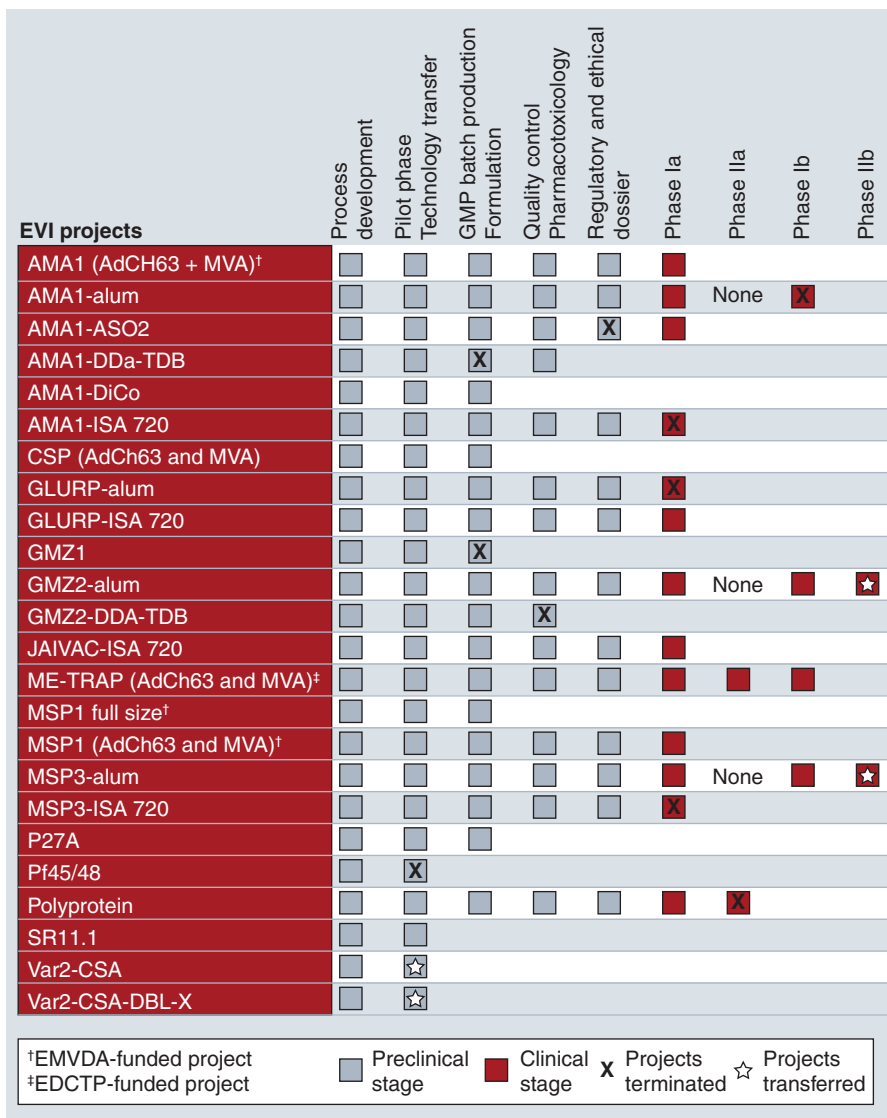 Process
development
Pilot phase
Technology transfer
GMP batch production
Formulation
Quality control
Pharmacotoxicology
Regulatory and ethical
dossier
Phase Ia
Phase IIa
Phase Ib
Phase IIb
EVI projects
AMA1 (AdCH63 + MVA)†
AMA1-alum None X
AMA1-ASO2 X
AMA1-DDa-TDB X
AMA1-DiCo
AMA1-ISA 720 X
CSP (AdCh63 and MVA)
GLURP-alum X
GLURP-ISA 720
GMZ1 X
GMZ2-alum None
GMZ2-DDA-TDB X
JAIVAC-ISA 720
ME-TRAP (AdCh63 and MVA)‡
MSP1 full size†
MSP1 (AdCh63 and MVA)†
MSP3-alum None
MSP3-ISA 720 X
P27A
Pf45/48 X
Polyprotein X
SR11.1
Var2-CSA
Var2-CSA-DBL-X
†EMVDA-funded project
‡EDCTP-funded project
Preclinical
stage
Clinical
stage
X Projects
terminated
Projects
transferred